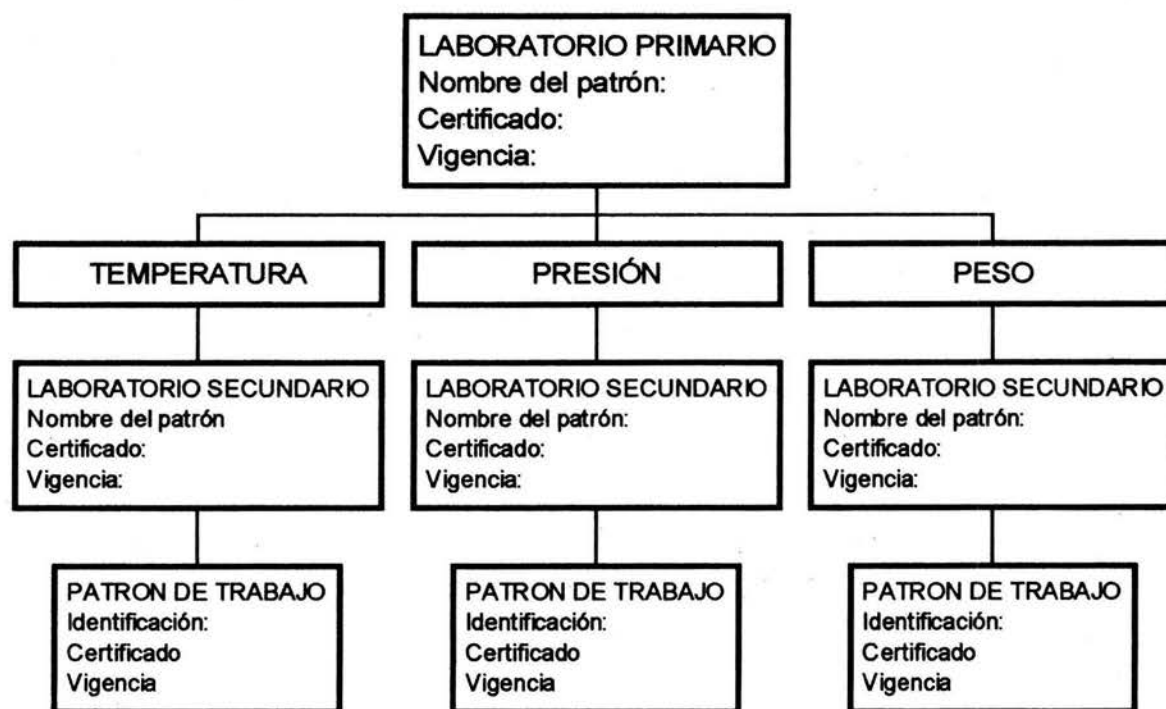 LABORATORIO PRIMARIO
Nombre del patrón:
Certificado:
Vigencia:
TEMPERATURA
PRESIÓN
PESO
LABORATORIO SECUNDARIO
Nombre del patrón
Certificado:
Vigencia:
LABORATORIO SECUNDARIO
Nombre del patrón:
Certificado:
Vigencia:
LABORATORIO SECUNDARIO
Nombre del patrón:
Certificado:
Vigencia:
PATRON DE TRABAJO
Identificación:
Certificado
Vigencia
PATRON DE TRABAJO
Identificación:
Certificado
Vigencia
PATRON DE TRABAJO
Identificación:
Certificado
Vigencia